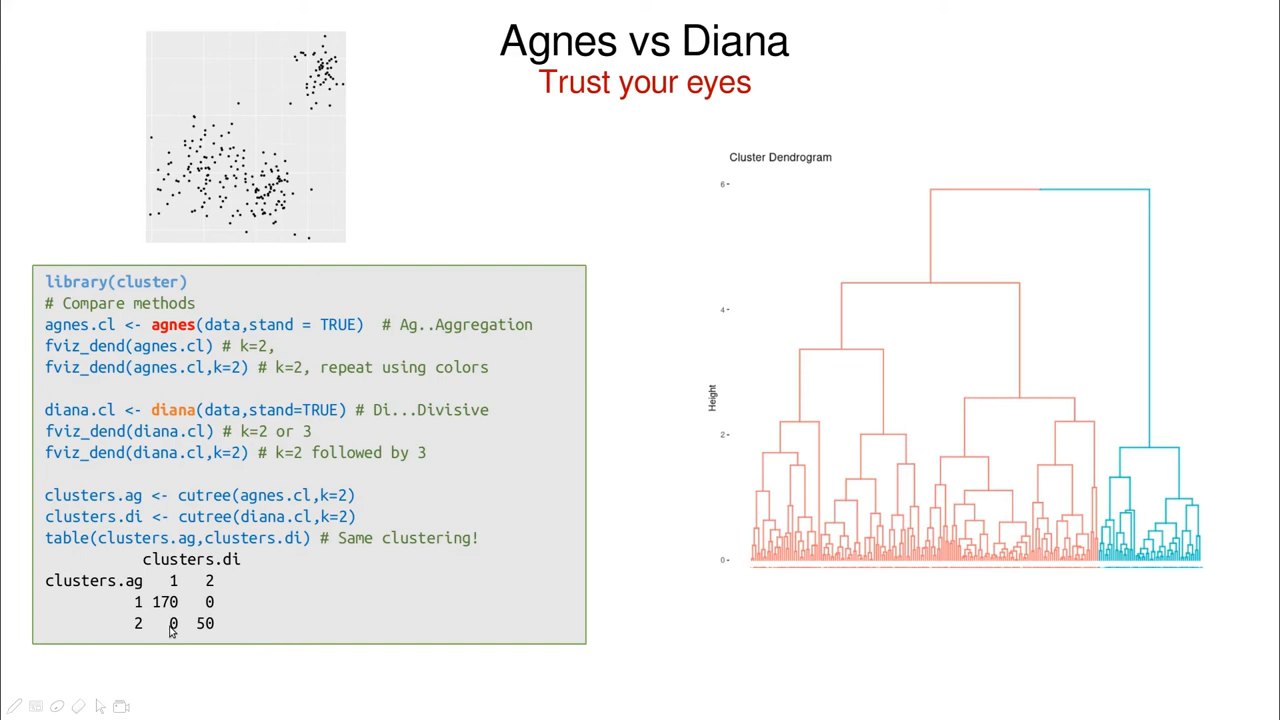 Agnes vs Diana
Trust your eyes
library(cluster)
# Compare methods
agnes.cl <- agnes(data,stand = TRUE)  # Ag..Aggregation
fviz_dend(agnes.cl) # k=2,
fviz_dend(agnes.cl,k=2) # k=2, repeat using colors
diana.cl <- diana(data,stand=TRUE) # Di...Divisive
fviz_dend(diana.cl) # k=2 or 3
fviz_dend(diana.cl,k=2) # k=2 followed by 3
clusters.ag <- cutree(agnes.cl,k=2)
clusters.di <- cutree(diana.cl,k=2)
table(clusters.ag,clusters.di) # Same clustering!
clusters.di
clusters.ag   1   2
1 170   0
2   0  50
Cluster Dendrogram
6
4
Height
2
0